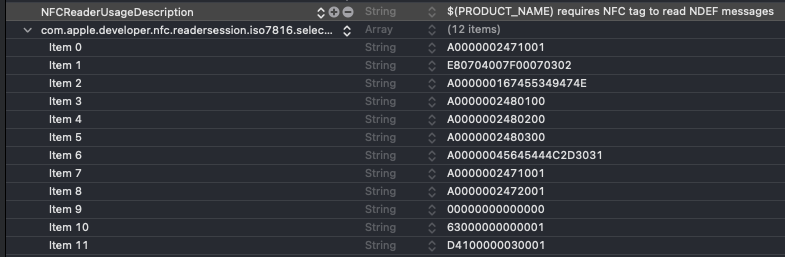 NFCReaderUsageDescription String $(PRODUCT_NAME) requires NFC tag to read NDEF messages
com.apple.developer.nfc.readersession.iso7816.selec... Array (12 items)
Item 0 String A0000002471001
Item 1 String E80704007F00070302
Item 2 String A000000167455349474E
Item 3 String A0000002480100
Item 4 String A0000002480200
Item 5 String A0000002480300
Item 6 String A00000045645444C2D3031
Item 7 String A0000002471001
Item 8 String A0000002472001
Item 9 String 00000000000000
Item 10 String 63000000000001
Item 11 String D4100000030001